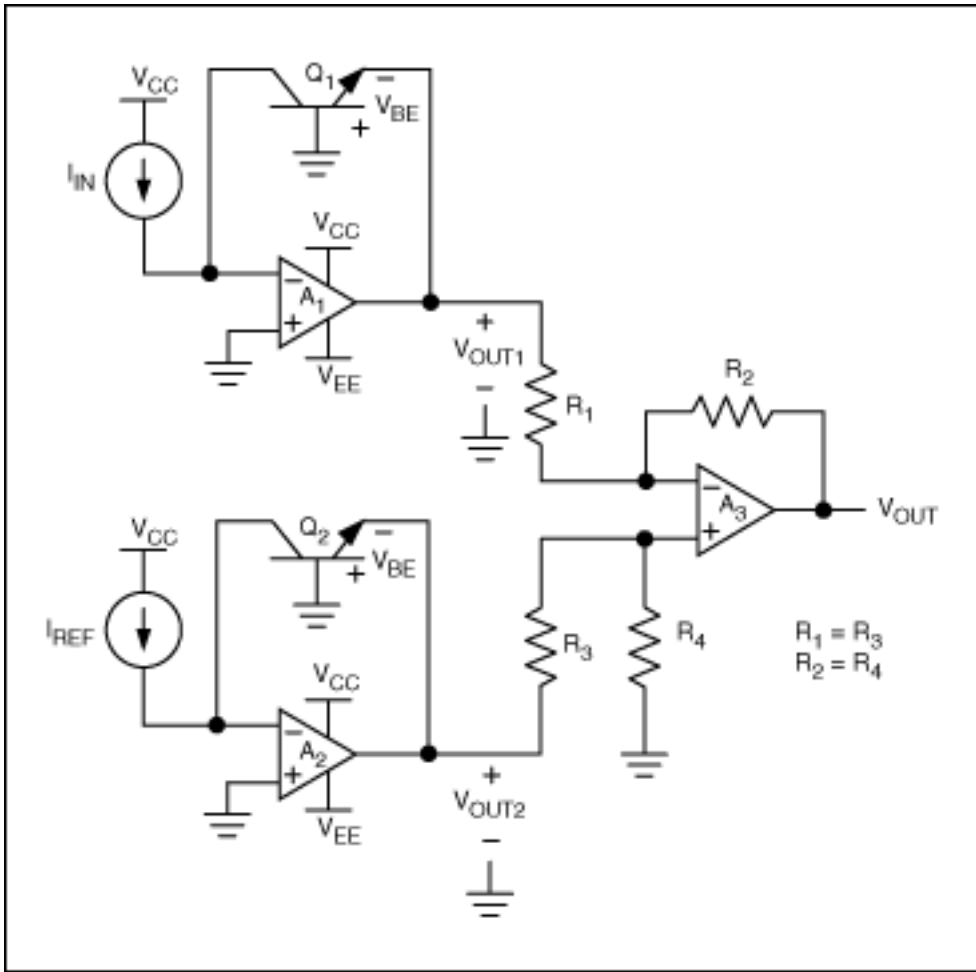 VCC
Q1
−
VBE
+
IIN
VCC
−
A1
+
VEE
+
VOUT1
−
R1
R2
−
A3
+
VOUT
VCC
Q2
−
VBE
+
IREF
R3
R4
R1 = R3
R2 = R4
VCC
−
A2
+
VEE
+
VOUT2
−